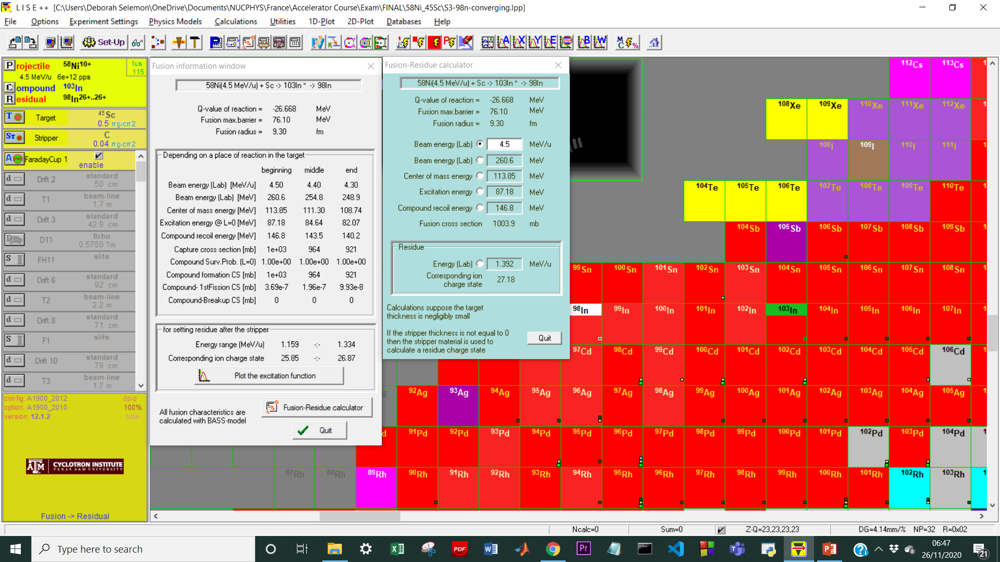 L I S E ++ [C:\Users\Deborah Selemon\OneDrive\Documents\NUCPHYS\France\Accelerator Course\Exam\FINAL\58Ni_45Sc\S3-98n-converging.lpp]
File Options Experiment Settings Physics Models Calculations Utilities 1D-Plot 2D-Plot Databases Help
Set-Up
P rojectile 58Ni10+
4.5 MeV/u 6e+12 pps
fus 115
C ompound 103In
R esidual 98In26+..26+
T Target 45Sc
0.5 mg/cm2
ST Stripper C
0.04 mg/cm2
A FaradayCup 1
enable
d Drift 2 standard
50 cm
d T1 beam-line
1.7 m
d Drift 3 standard
42.9 cm
D D11 Brho
0.5750 Tm
S FH11 slits
d Drift 6 standard
92 cm
d T2 beam-line
2.2 m
d Drift 8 standard
71 cm
S F1 slits
d Drift 10 standard
79 cm
d T3 beam-line
1.7 m
config: A1900_2012 dp/p
option: A1900_2010 100%
version: 12.1.2 total
ATM CYCLOTRON INSTITUTE
TEXAS A&M UNIVERSITY
Fusion -> Residual
Fusion information window
58Ni(4.5 MeV/u) + Sc -> 103In * -> 98In
Q-value of reaction = -26.668 MeV
Fusion max.barrier = 76.10 MeV
Fusion radius = 9.30 fm
Depending on a place of reaction in the target
beginning middle end
Beam energy (Lab) [MeV/u] 4.50 4.40 4.30
Beam energy (Lab) [MeV] 260.6 254.8 248.9
Center of mass energy [MeV] 113.85 111.30 108.74
Excitation energy @ L=0 [MeV] 87.18 84.64 82.07
Compound recoil energy [MeV] 146.8 143.5 140.2
Capture cross section [mb] 1e+03 964 921
Compound Surv.Prob. (L=0) 1.00e+00 1.00e+00 1.00e+00
Compound formation CS [mb] 1e+03 964 921
Compound- 1stFission CS [mb] 3.69e-7 1.96e-7 9.93e-8
Compound-Breakup CS [mb] 0 0 0
for setting residue after the stripper
Energy range (MeV/u) 1.159 -:- 1.334
Corresponding ion charge state 25.85 -:- 26.87
Plot the excitation function
All fusion characteristics are
calculated with BASS-model
Fusion-Residue calculator
Quit
Fusion-Residue calculator
58Ni(4.5 MeV/u) + Sc -> 103In * -> 98In
Q-value of reaction = -26.668 MeV
Fusion max.barrier = 76.10 MeV
Fusion radius = 9.30 fm
Beam energy (Lab) 4.5 MeV/u
Beam energy (Lab) 260.6 MeV
Center of mass energy 113.85 MeV
Excitation energy 87.18 MeV
Compound recoil energy 146.8 MeV
Fusion cross section 1003.9 mb
Residue
Energy (Lab) 1.392 MeV/u
Corresponding ion
charge state 27.18
Calculations suppose the target
thickness is negligibly small
If the stripper thickness is not equal to 0
then the stripper material is used to
calculate a residue charge state
Quit
112Cs 113Cs 1
108Xe 109Xe 110Xe 111Xe 112Xe 1
108I 109I 110I 111I 1
104Te 105Te 106Te 107Te 108Te 109Te 110Te 1
104Sb 105Sb 106Sb 107Sb 108Sb 109Sb 1
99Sn 100Sn 101Sn 102Sn 103Sn 104Sn 105Sn 106Sn 107Sn 108Sn 1
98In 99In 100In 101In 102In 103In 104In 105In 106In 107In 1
97Cd 98Cd 99Cd 100Cd 101Cd 102Cd 103Cd 104Cd 105Cd 106Cd 1
g 92Ag 93Ag 94Ag 95Ag 96Ag 97Ag 98Ag 99Ag 100Ag 101Ag 102Ag 103Ag 104Ag 105Ag 1
d 91Pd 92Pd 93Pd 94Pd 95Pd 96Pd 97Pd 98Pd 99Pd 100Pd 101Pd 102Pd 103Pd 104Pd 1
87Rh 88Rh 89Rh 90Rh 91Rh 92Rh 93Rh 94Rh 95Rh 96Rh 97Rh 98Rh 99Rh 100Rh 101Rh 102Rh 103Rh 1
Ncalc=0 Sum=0 Z-Q=23,23,23,23 DG=4.14mm/% NP=32 R=0x02
Type here to search
06:47
26/11/2020
21